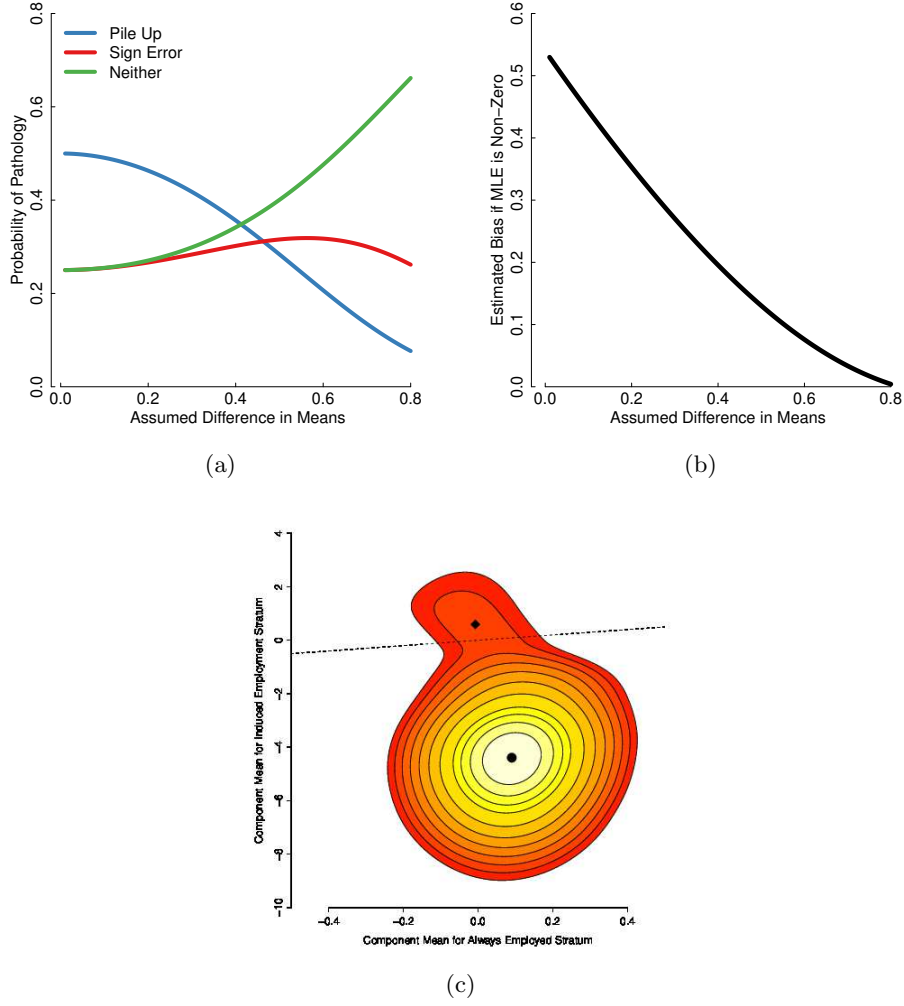 0.8
0.6
0.4
0.2
0.0
Probability of Pathology
Pile Up
Sign Error
Neither
0.0 0.2 0.4 0.6 0.8
Assumed Difference in Means
(a)
0.6
0.5
0.4
0.3
0.2
0.1
0.0
Estimated Bias if MLE is Non-Zero
0.0 0.2 0.4 0.6 0.8
Assumed Difference in Means
(b)
4
2
0
-2
-4
-6
-8
-10
Component Mean for Induced Employment Stratum
-0.4 -0.2 0.0 0.2 0.4
Component Mean for Always Employed Stratum
(c)